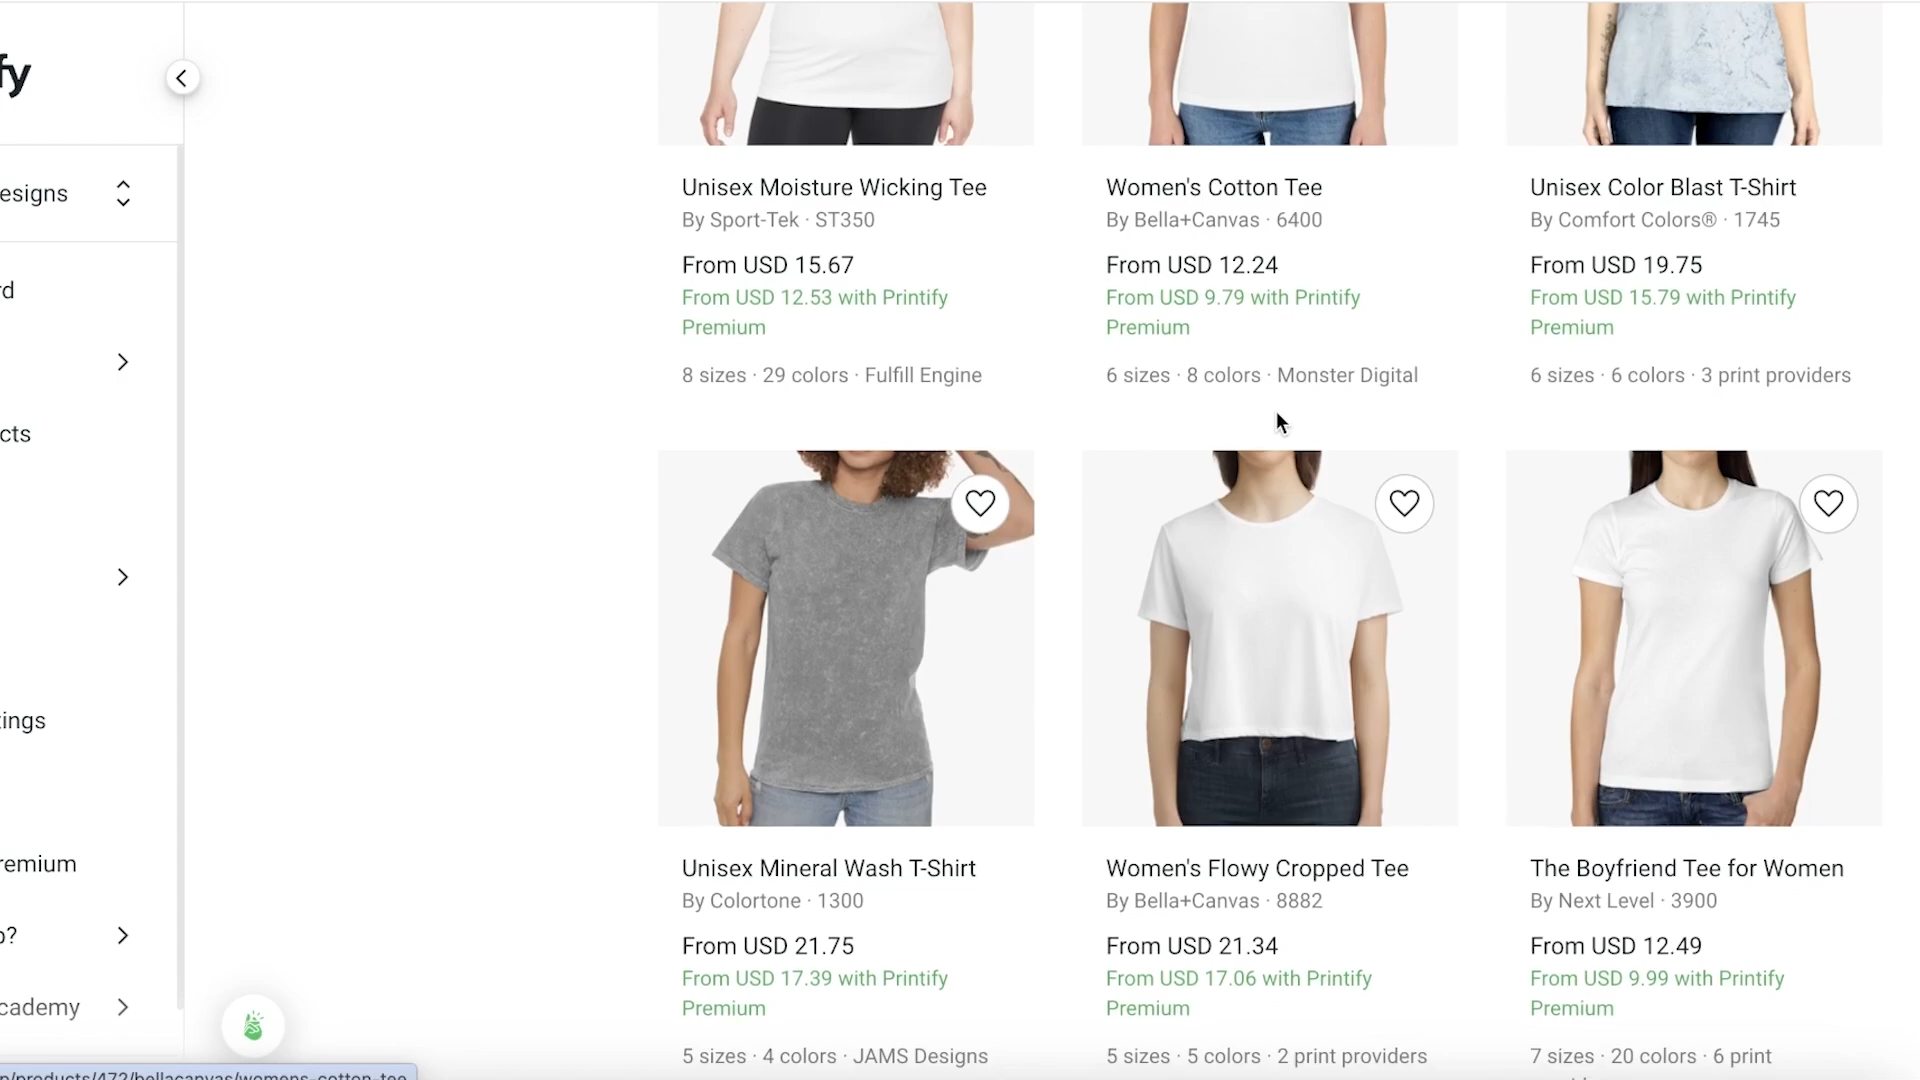 fy
esigns
rd
cts
tings
remium
?
cademy
Unisex Moisture Wicking Tee
By Sport-Tek · ST350
From USD 15.67
From USD 12.53 with Printify
Premium
8 sizes · 29 colors · Fulfill Engine
Women's Cotton Tee
By Bella+Canvas · 6400
From USD 12.24
From USD 9.79 with Printify
Premium
6 sizes · 8 colors · Monster Digital
Unisex Color Blast T-Shirt
By Comfort Colors® · 1745
From USD 19.75
From USD 15.79 with Printify
Premium
6 sizes · 6 colors · 3 print providers
Unisex Mineral Wash T-Shirt
By Colortone · 1300
From USD 21.75
From USD 17.39 with Printify
Premium
5 sizes · 4 colors · JAMS Designs
Women's Flowy Cropped Tee
By Bella+Canvas · 8882
From USD 21.34
From USD 17.06 with Printify
Premium
5 sizes · 5 colors · 2 print providers
The Boyfriend Tee for Women
By Next Level · 3900
From USD 12.49
From USD 9.99 with Printify
Premium
7 sizes · 20 colors · 6 print
/products/472/bellacanvas/womens-cotton-tee